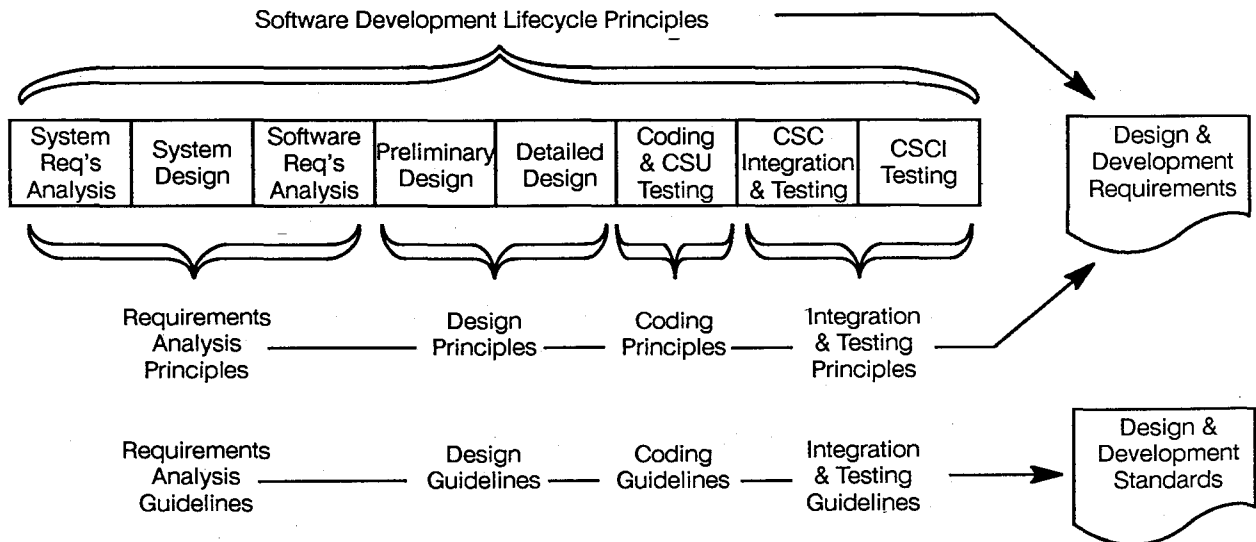 Software Development Lifecycle Principles
System
Req's
Analysis
System
Design
Software
Req's
Analysis
Preliminary
Design
Detailed
Design
Coding
& CSU
Testing
CSC
Integration
& Testing
CSCI
Testing
Design &
Development
Requirements
Requirements
Analysis
Principles
Design
Principles
Coding
Principles
Integration
& Testing
Principles
Requirements
Analysis
Guidelines
Design
Guidelines
Coding
Guidelines
Integration
& Testing
Guidelines
Design &
Development
Standards